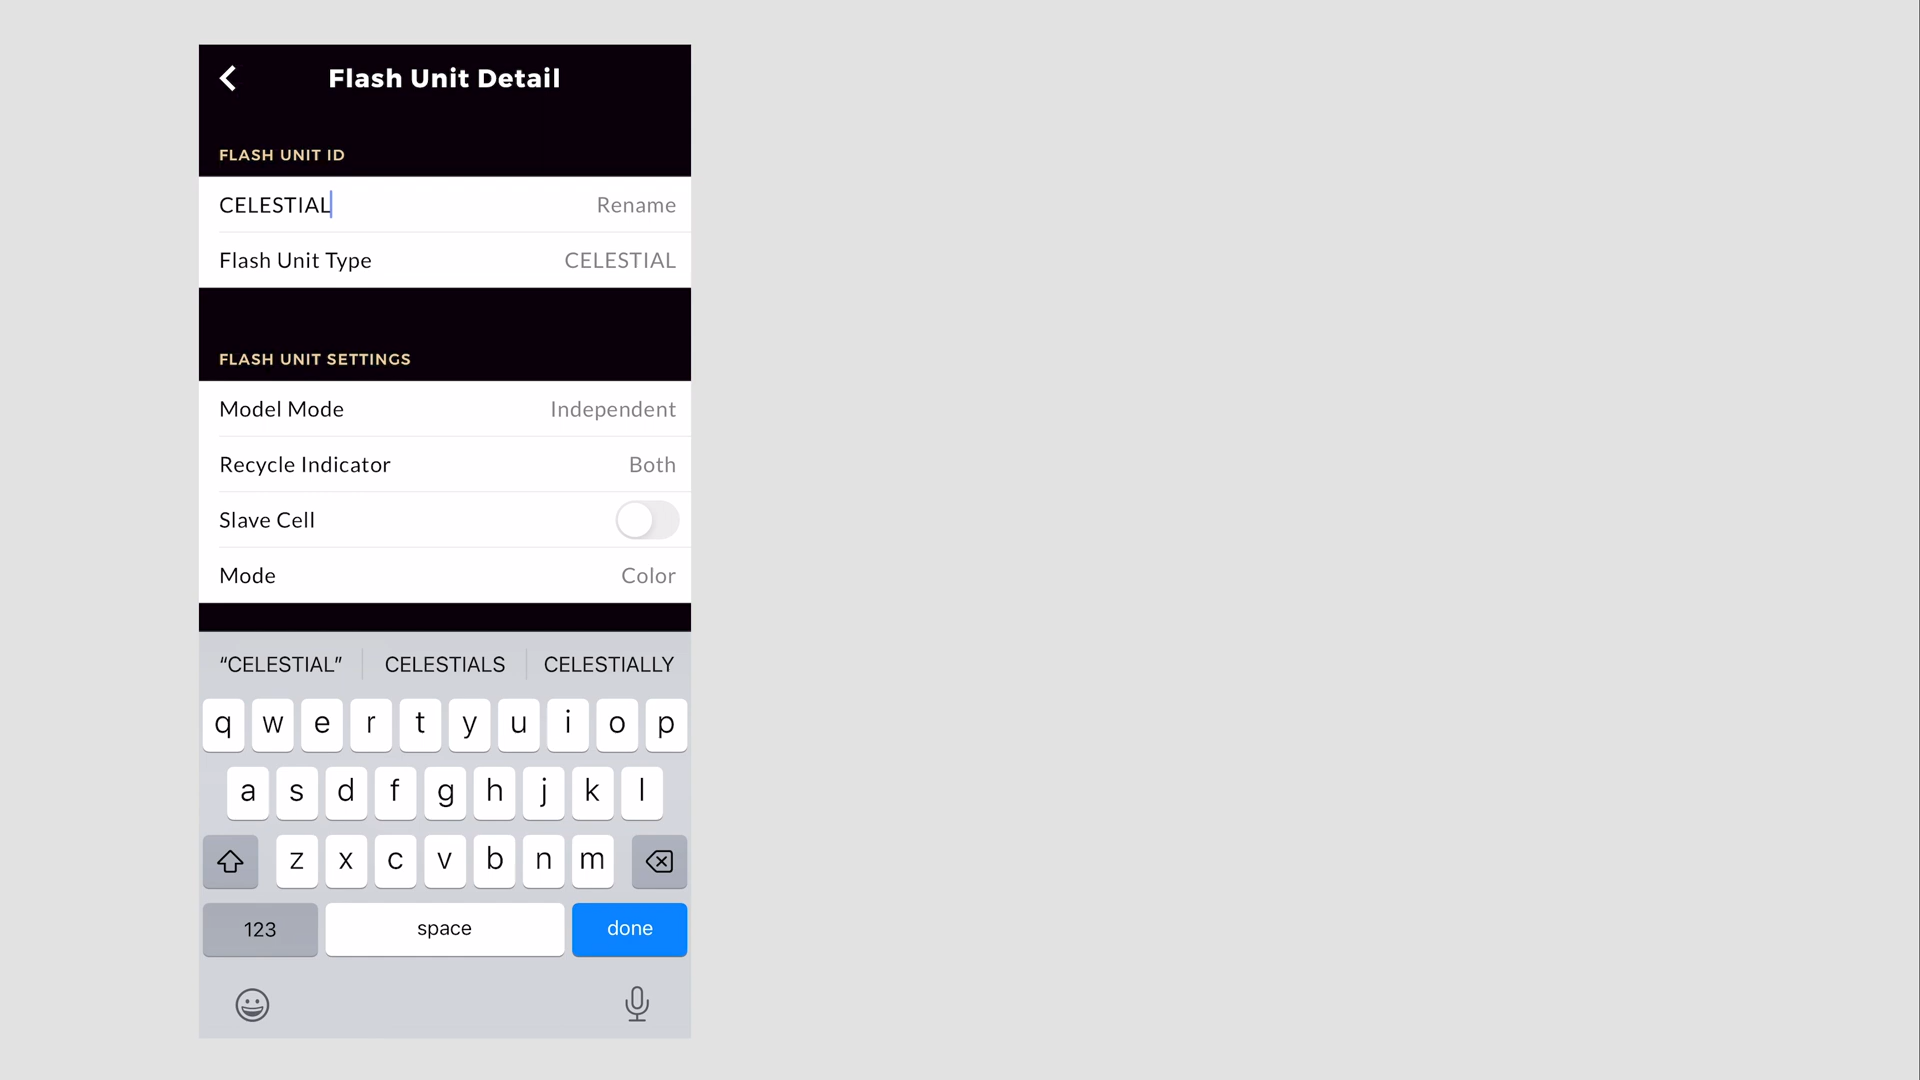 Flash Unit Detail
FLASH UNIT ID
CELESTIAL Rename
Flash Unit Type CELESTIAL
FLASH UNIT SETTINGS
Model Mode Independent
Recycle Indicator Both
Slave Cell
Mode Color
“CELESTIAL” CELESTIALS CELESTIALLY
q w e r t y u i o p
a s d f g h j k l
z x c v b n m
123 space done